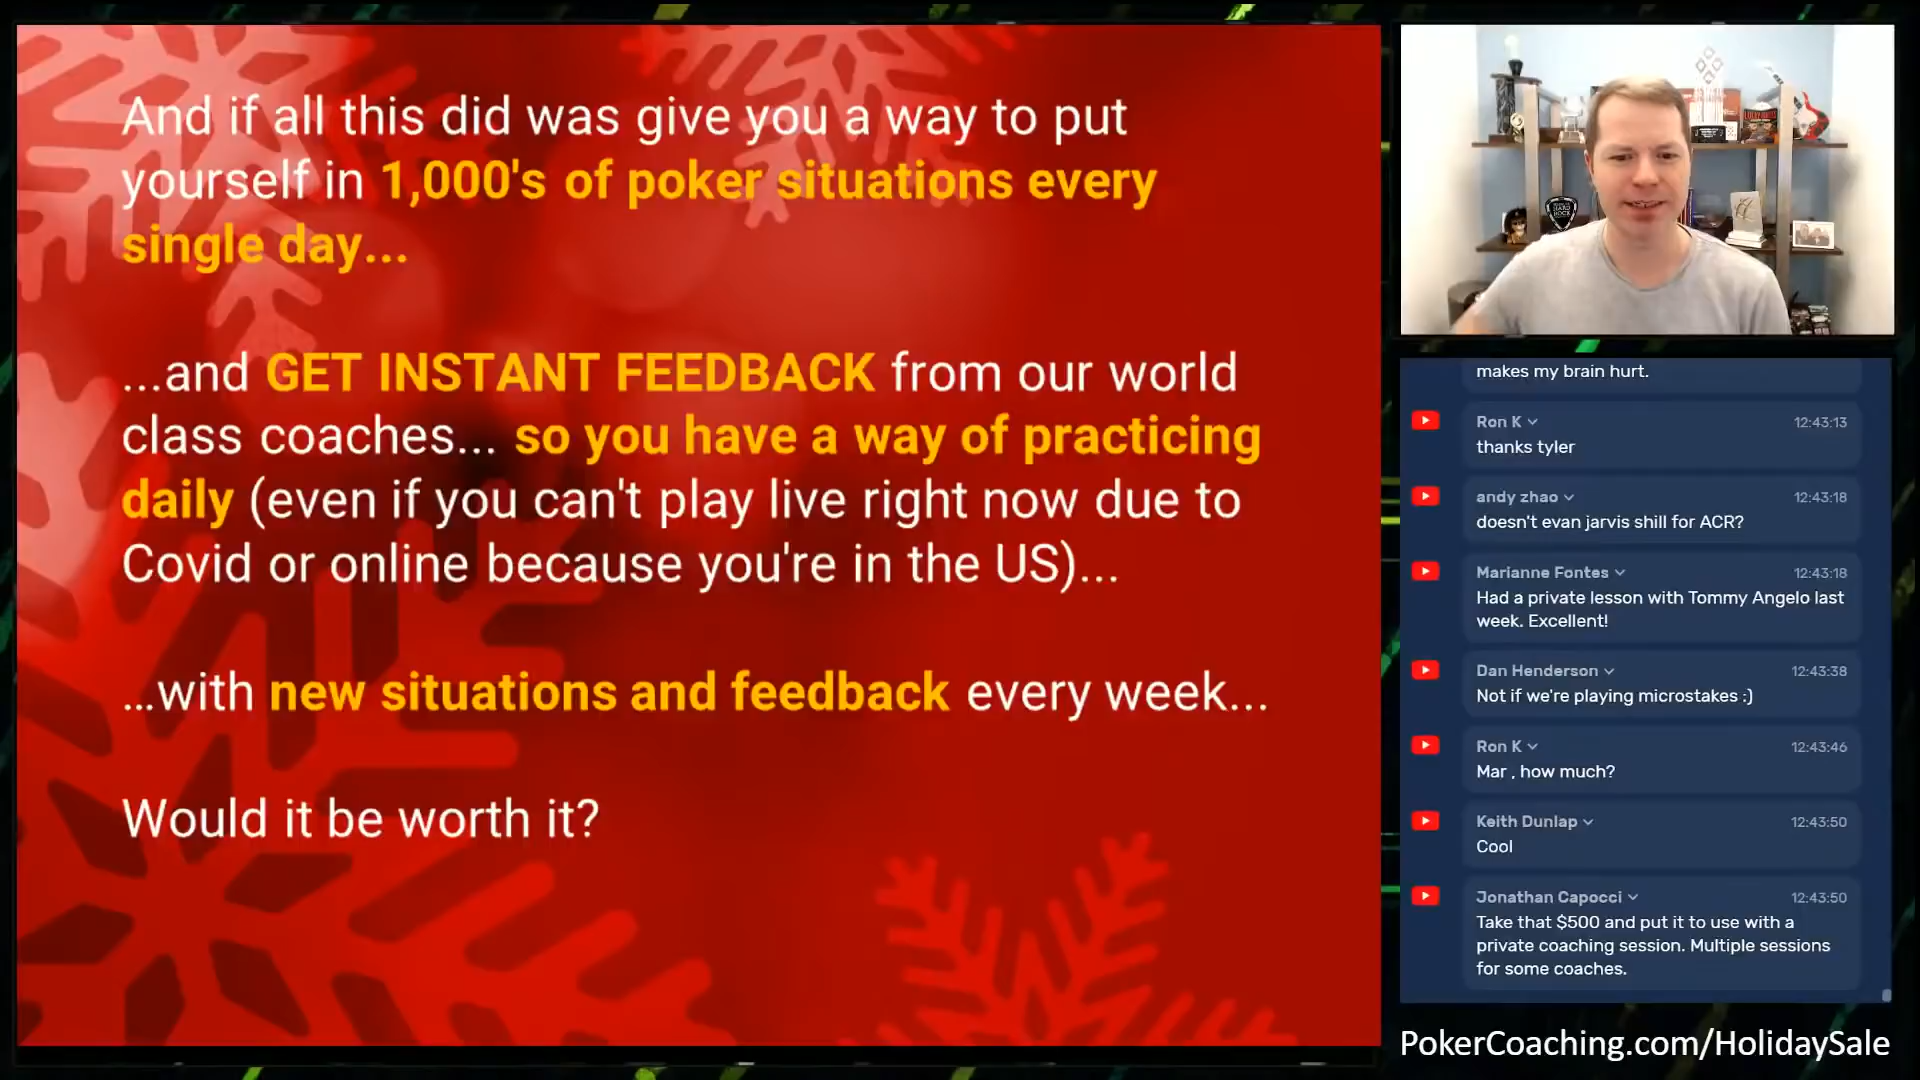 And if all this did was give you a way to put
yourself in 1,000's of poker situations every
single day...
...and GET INSTANT FEEDBACK from our world
class coaches... so you have a way of practicing
daily (even if you can't play live right now due to
Covid or online because you're in the US)...
...with new situations and feedback every week...
Would it be worth it?
HARD
ROCK
makes my brain hurt.
Ron K 12:43:13
thanks tyler
andy zhao 12:43:18
doesn't evan jarvis shill for ACR?
Marianne Fontes 12:43:18
Had a private lesson with Tommy Angelo last
week. Excellent!
Dan Henderson 12:43:38
Not if we're playing microstakes :)
Ron K 12:43:46
Mar , how much?
Keith Dunlap 12:43:50
Cool
Jonathan Capocci 12:43:50
Take that $500 and put it to use with a
private coaching session. Multiple sessions
for some coaches.
PokerCoaching.com/HolidaySale